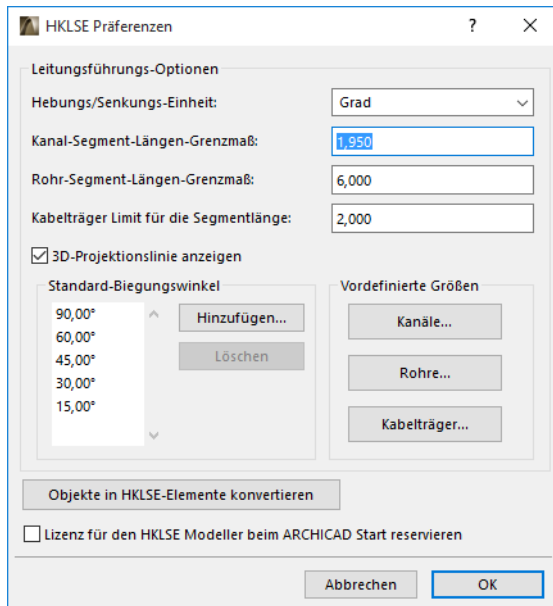 HKLSE Präferenzen
Leitungsführungs-Optionen
Hebungs/Senkungs-Einheit: Grad
Kanal-Segment-Längen-Grenzmaß: 1,950
Rohr-Segment-Längen-Grenzmaß: 6,000
Kabelträger Limit für die Segmentlänge: 2,000
3D-Projektionslinie anzeigen
Standard-Biegungswinkel
90,00°
60,00°
45,00°
30,00°
15,00°
Hinzufügen...
Löschen
Vordefinierte Größen
Kanäle...
Rohre...
Kabelträger...
Objekte in HKLSE-Elemente konvertieren
Lizenz für den HKLSE Modeller beim ARCHICAD Start reservieren
Abbrechen OK